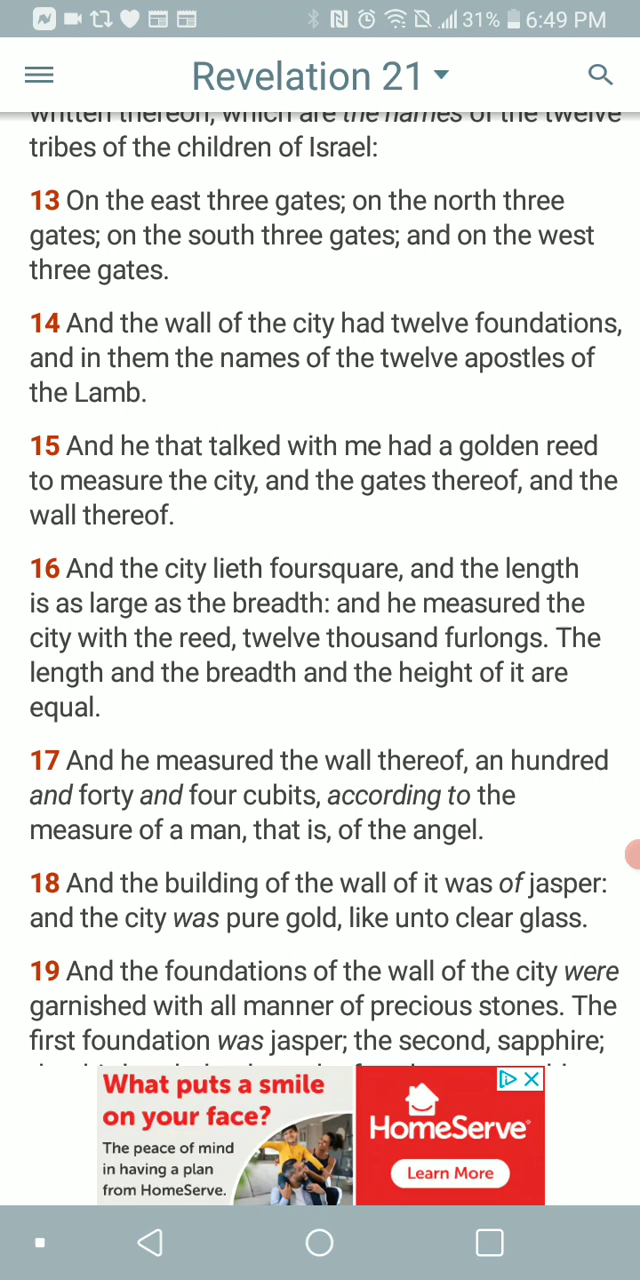 31% 6:49 PM
Revelation 21
written thereon, which are the names of the twelve
tribes of the children of Israel:
13 On the east three gates; on the north three
gates; on the south three gates; and on the west
three gates.
14 And the wall of the city had twelve foundations,
and in them the names of the twelve apostles of
the Lamb.
15 And he that talked with me had a golden reed
to measure the city, and the gates thereof, and the
wall thereof.
16 And the city lieth foursquare, and the length
is as large as the breadth: and he measured the
city with the reed, twelve thousand furlongs. The
length and the breadth and the height of it are
equal.
17 And he measured the wall thereof, an hundred
and forty and four cubits, according to the
measure of a man, that is, of the angel.
18 And the building of the wall of it was of jasper:
and the city was pure gold, like unto clear glass.
19 And the foundations of the wall of the city were
garnished with all manner of precious stones. The
first foundation was jasper; the second, sapphire;
What puts a smile
on your face?
The peace of mind
in having a plan
from HomeServe.
HomeServe
Learn More